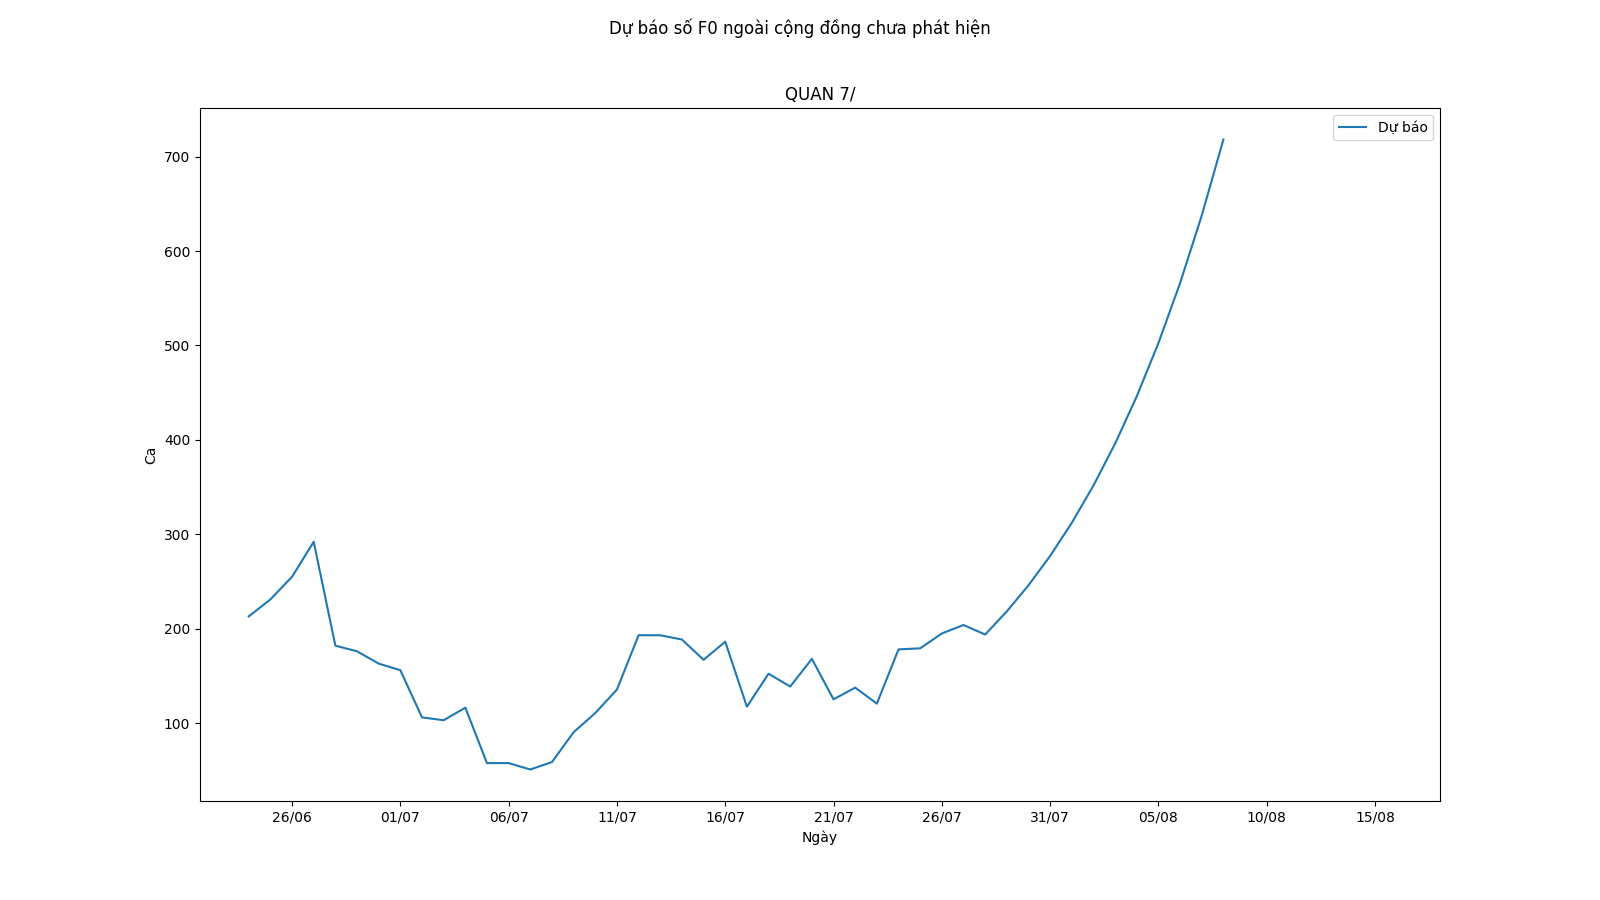 Dự báo số F0 ngoài cộng đồng chưa phát hiện
QUAN 7/
Dự báo
700
600
500
400
300
200
100
Ca
26/06 01/07 06/07 11/07 16/07 21/07 26/07 31/07 05/08 10/08 15/08
Ngày